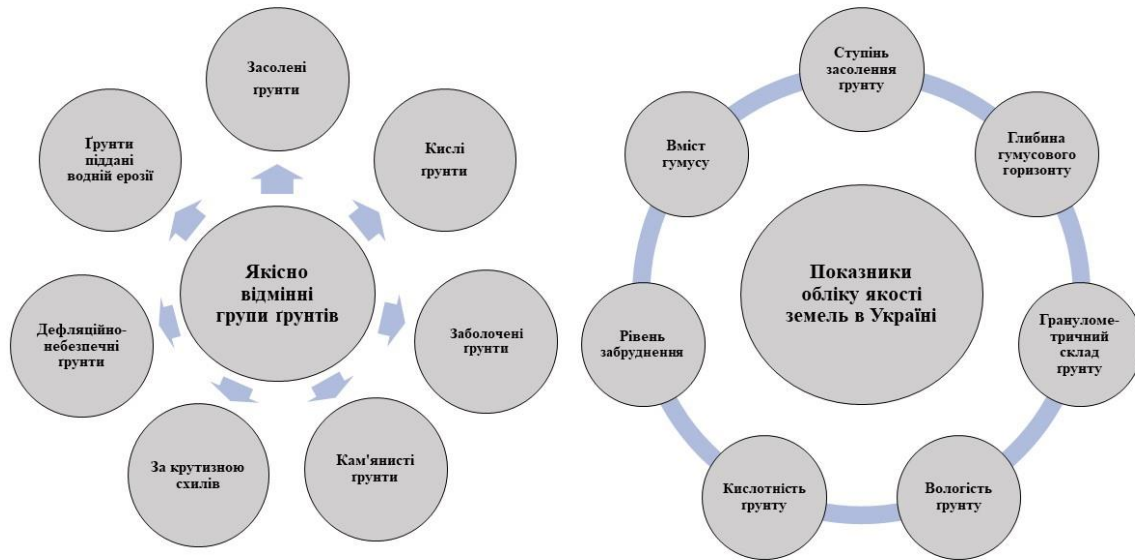 Засолені
ґрунти
Кислі
ґрунти
Заболочені
ґрунти
Кам'янисті
ґрунти
За крутизною
схилів
Дефляційно-
небезпечні
ґрунти
Ґрунти
піддані
водній ерозії
Якісно
відмінні
групи ґрунтів
Ступінь
засолення
ґрунту
Глибина
гумусового
горизонту
Грануломе-
тричний
склад
ґрунту
Вологість
ґрунту
Кислотність
ґрунту
Рівень
забруднення
Вміст
гумусу
Показники
обліку якості
земель в Україні